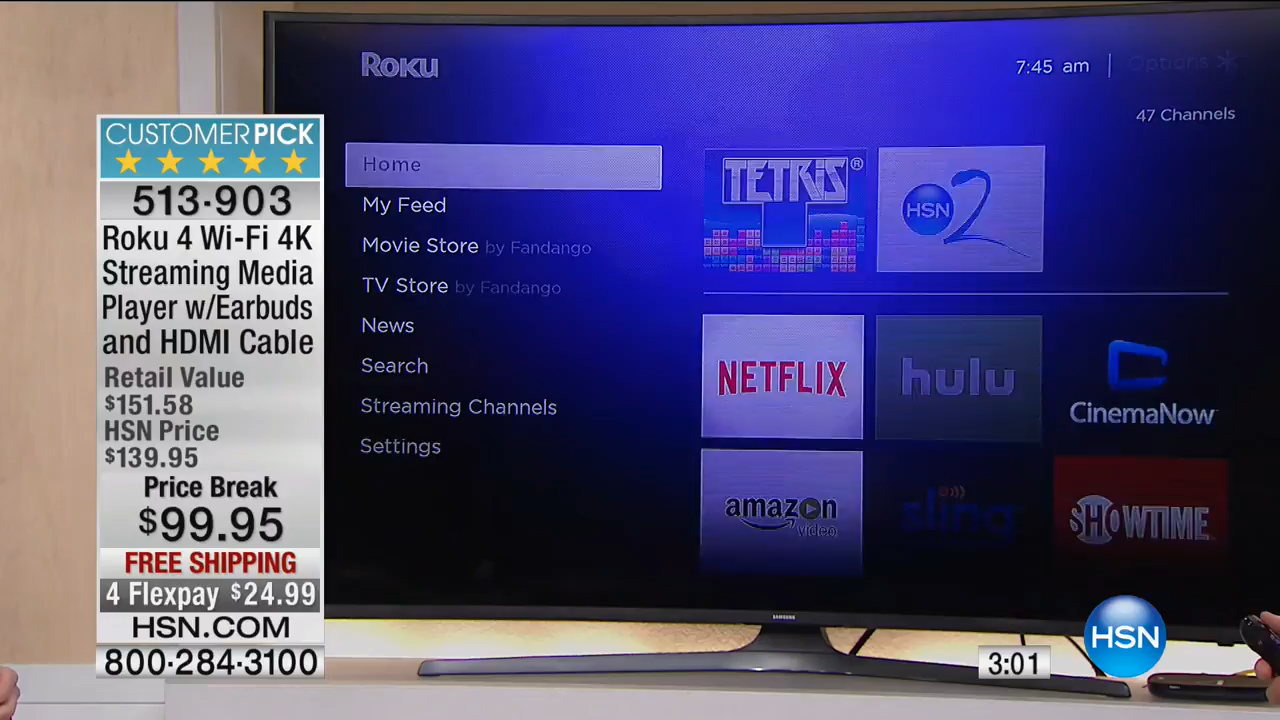 CUSTOMER PICK
513·903
Roku 4 Wi-Fi 4K
Streaming Media
Player w/Earbuds
and HDMI Cable
Retail Value
$151.58
HSN Price
$139.95
Price Break
$99.95
FREE SHIPPING
4 Flexpay $24.99
HSN.COM
800·284·3100
Roku
7:45 am
Options
47 Channels
Home
My Feed
Movie Store by Fandango
TV Store by Fandango
News
Search
Streaming Channels
Settings
TETRIS®
HSN 2
NETFLIX
hulu
CinemaNow
amazon video
sling
SHOWTIME
SAMSUNG
3:01
HSN